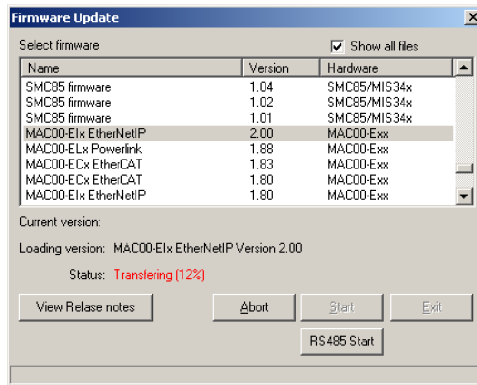 Firmware Update
Select firmware Show all files
Name Version Hardware
SMC85 firmware 1.04 SMC85/MIS34x
SMC85 firmware 1.02 SMC85/MIS34x
SMC85 firmware 1.01 SMC85/MIS34x
MAC00-EIx EtherNetIP 2.00 MAC00-Exx
MAC00-ELx Powerlink 1.88 MAC00-Exx
MAC00-ECx EtherCAT 1.83 MAC00-Exx
MAC00-ECx EtherCAT 1.80 MAC00-Exx
MAC00-EIx EtherNetIP 1.80 MAC00-Exx
Current version:
Loading version: MAC00-EIx EtherNetIP Version 2.00
Status: Transfering (12%)
View Relase notes Abort Start Exit
RS485 Start